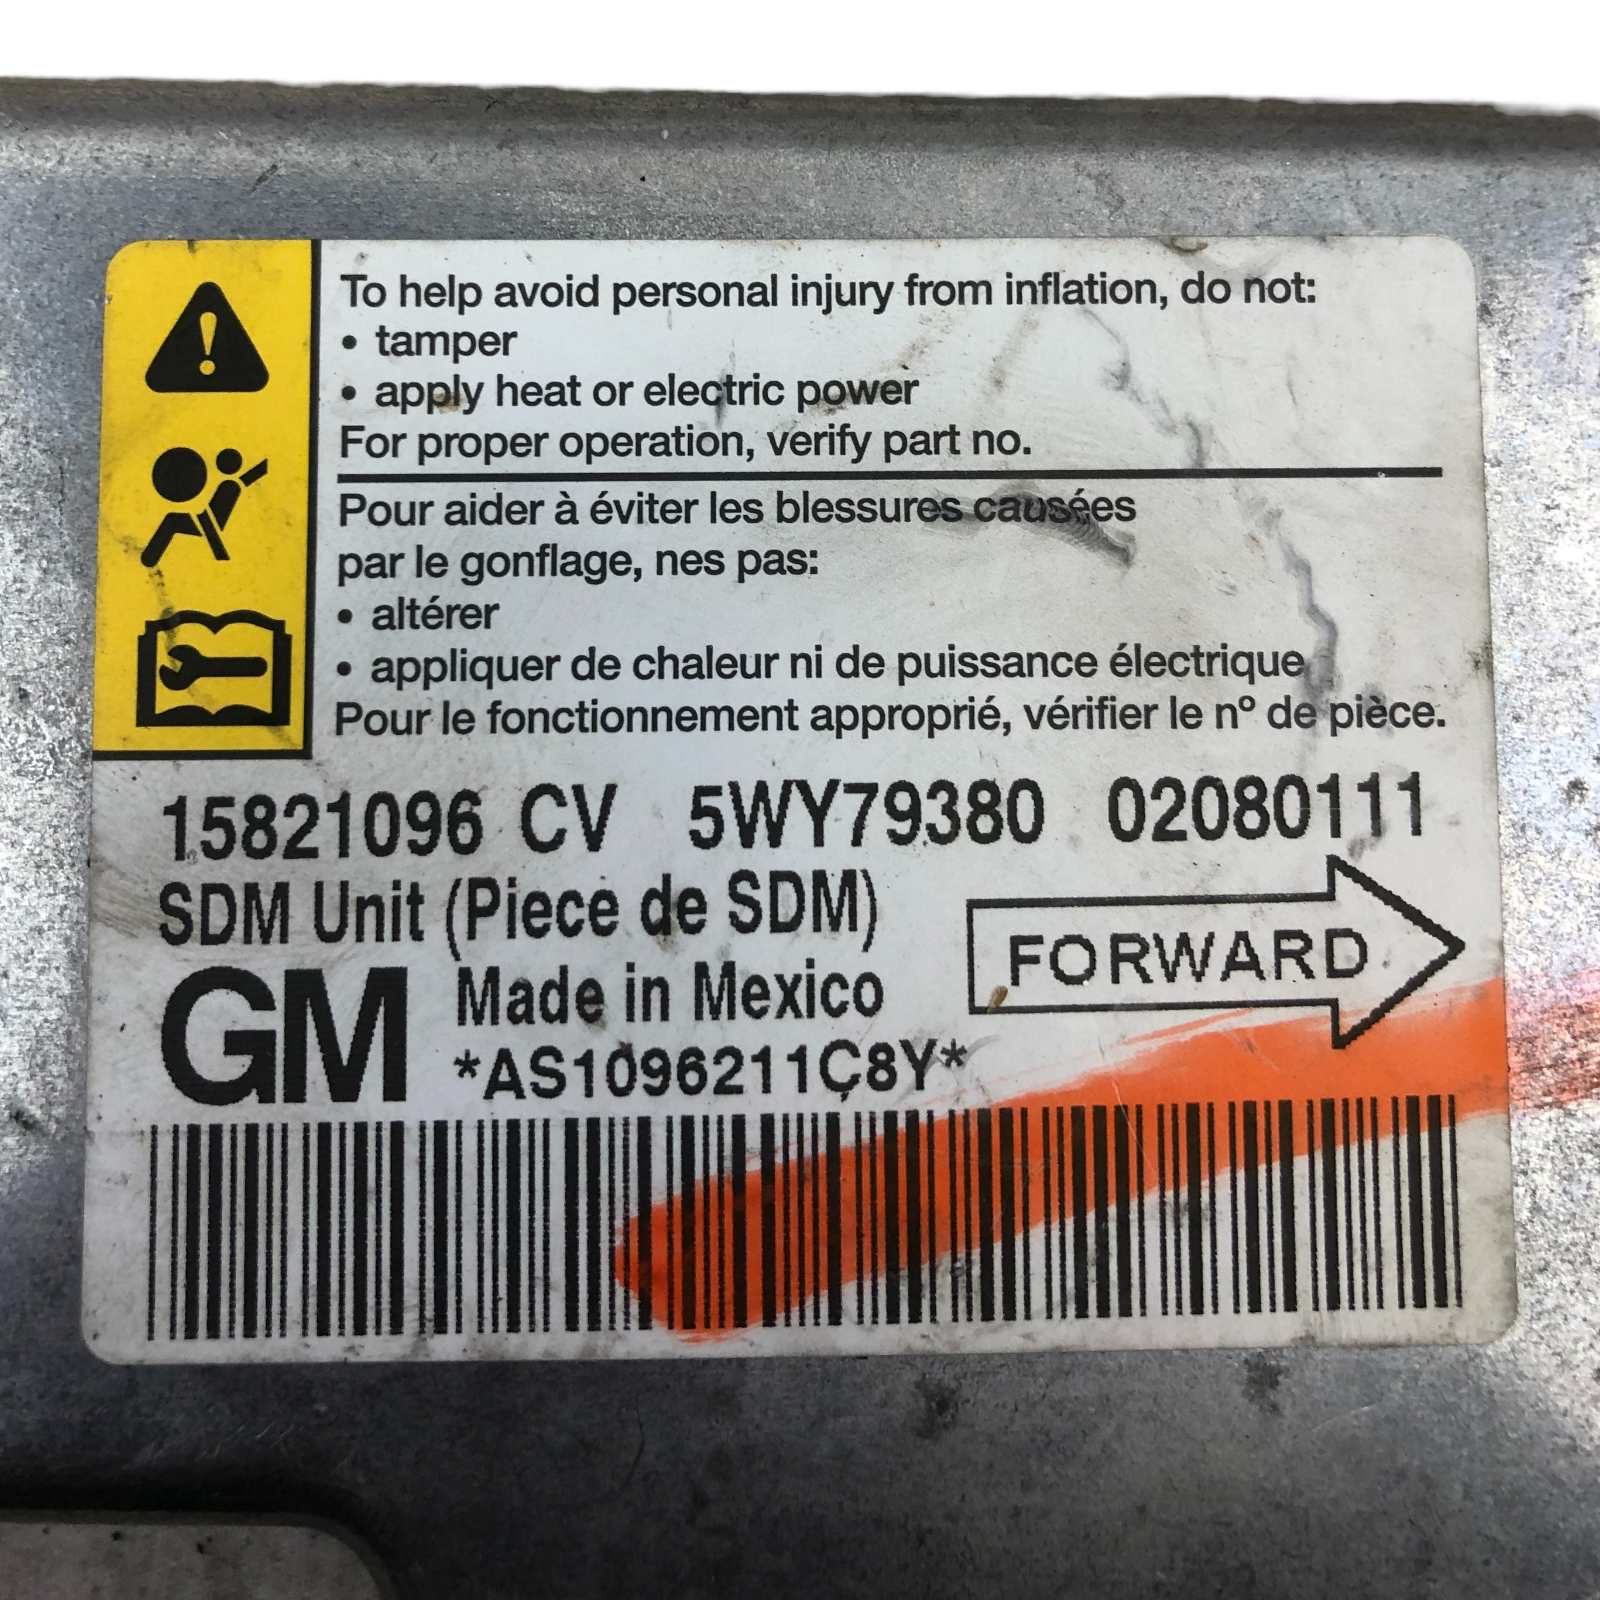 To help avoid personal injury from inflation, do not:
• tamper
• apply heat or electric power
For proper operation, verify part no.
Pour aider à éviter les blessures causées
par le gonflage, nes pas:
• altérer
• appliquer de chaleur ni de puissance électrique
Pour le fonctionnement approprié, vérifier le nº de pièce.
15821096 CV 5WY79380 02080111
SDM Unit (Piece de SDM)
FORWARD
GM Made in Mexico
*AS1096211C8Y*